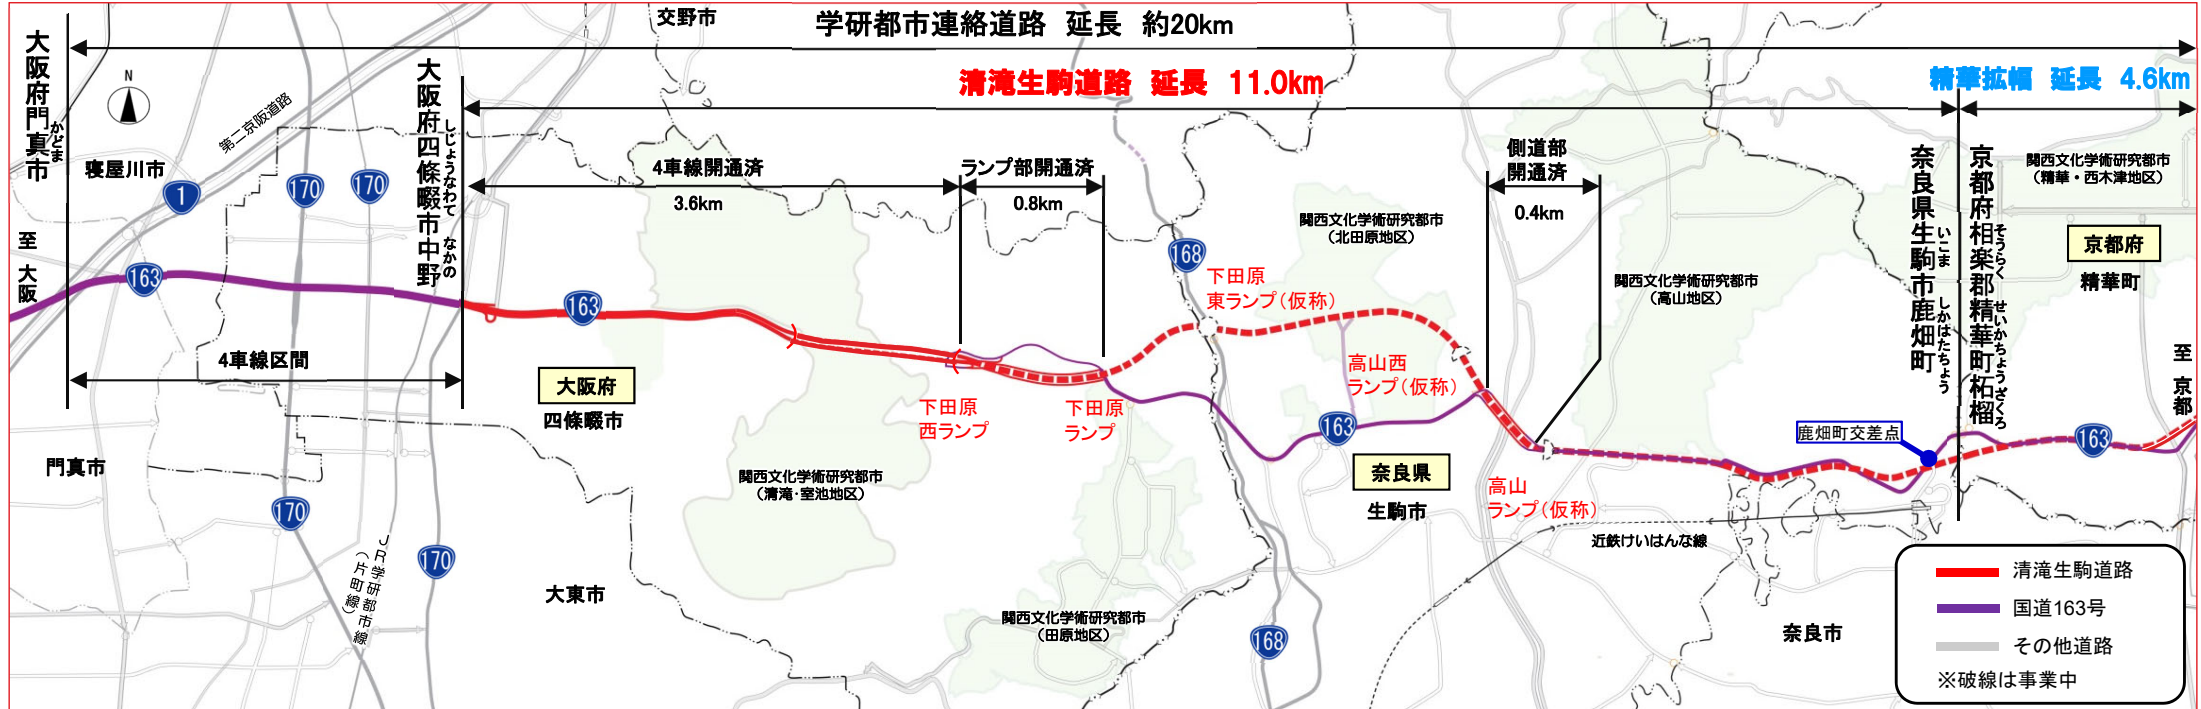 学研都市連絡道路 延長 約20km
清滝生駒道路 延長 11.0km
精華拡幅 延長 4.6km
交野市
大阪府門真市
かどま
N
第二京阪道路
寝屋川市
1
170
170
至 大阪
163
4車線区間
門真市
170
170
JR学研都市線
（片町線）
大阪府四條畷市中野
しじょうなわて なかの
4車線開通済
3.6km
ランプ部開通済
0.8km
側道部
開通済
0.4km
163
大阪府
四條畷市
大東市
関西文化学術研究都市
（清滝・室池地区）
下田原
西ランプ
下田原
ランプ
168
下田原
東ランプ（仮称）
関西文化学術研究都市
（北田原地区）
高山西
ランプ（仮称）
163
奈良県
生駒市
関西文化学術研究都市
（田原地区）
168
関西文化学術研究都市
（高山地区）
高山
ランプ（仮称）
近鉄けいはんな線
奈良市
鹿畑町交差点
奈良県生駒市鹿畑町
いこま しかはたちょう
京都府相楽郡精華町柘榴
そうらく せいかちょうざくろ
関西文化学術研究都市
（精華・西木津地区）
京都府
精華町
163
至 京都
清滝生駒道路
国道163号
その他道路
※破線は事業中